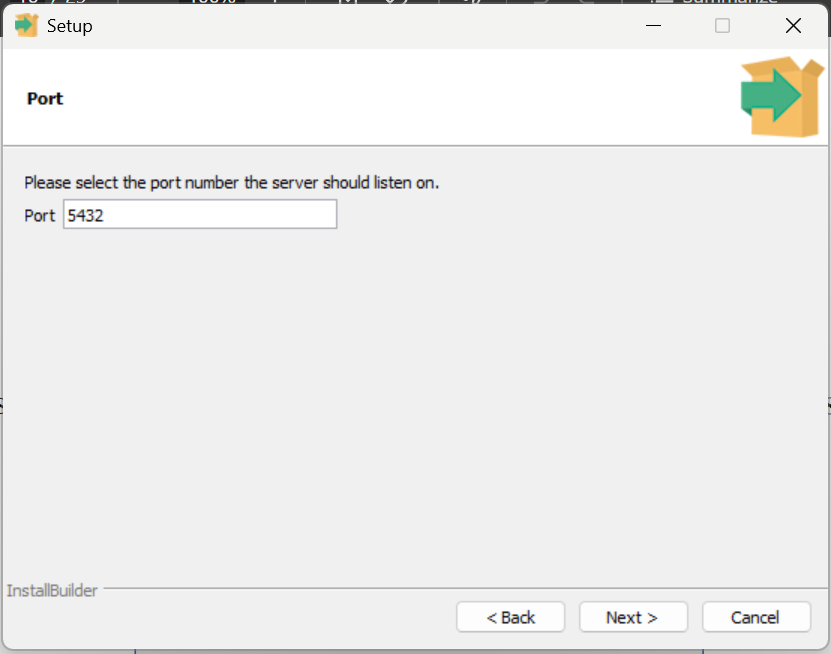 Setup
Port
Please select the port number the server should listen on.
Port 5432
InstallBuilder
< Back
Next >
Cancel